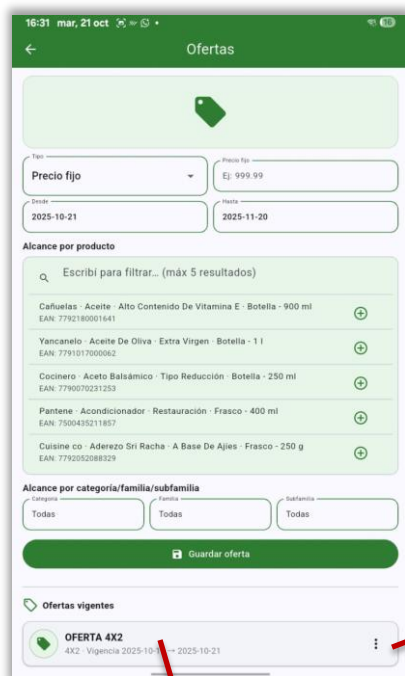 16:31 mar, 21 oct
Ofertas
Tipo
Precio fijo
Precio fijo
Ej: 999.99
Desde
2025-10-21
Hasta
2025-11-20
Alcance por producto
Escribí para filtrar... (máx 5 resultados)
Cañuelas · Aceite · Alto Contenido De Vitamina E · Botella - 900 ml
EAN: 7792180001641
Yancanelo · Aceite De Oliva · Extra Virgen · Botella - 1 l
EAN: 7791017000062
Cocinero · Aceto Balsámico · Tipo Reducción · Botella - 250 ml
EAN: 7790070231253
Pantene · Acondicionador · Restauración · Frasco - 400 ml
EAN: 7500435211857
Cuisine co · Aderezo Sri Racha · A Base De Ajíes · Frasco - 250 g
EAN: 7792052088329
Alcance por categoría/familia/subfamilia
Categoría
Todas
Familia
Todas
Subfamilia
Todas
Guardar oferta
Ofertas vigentes
OFERTA 4X2
4X2 · Vigencia → 2025-10-21